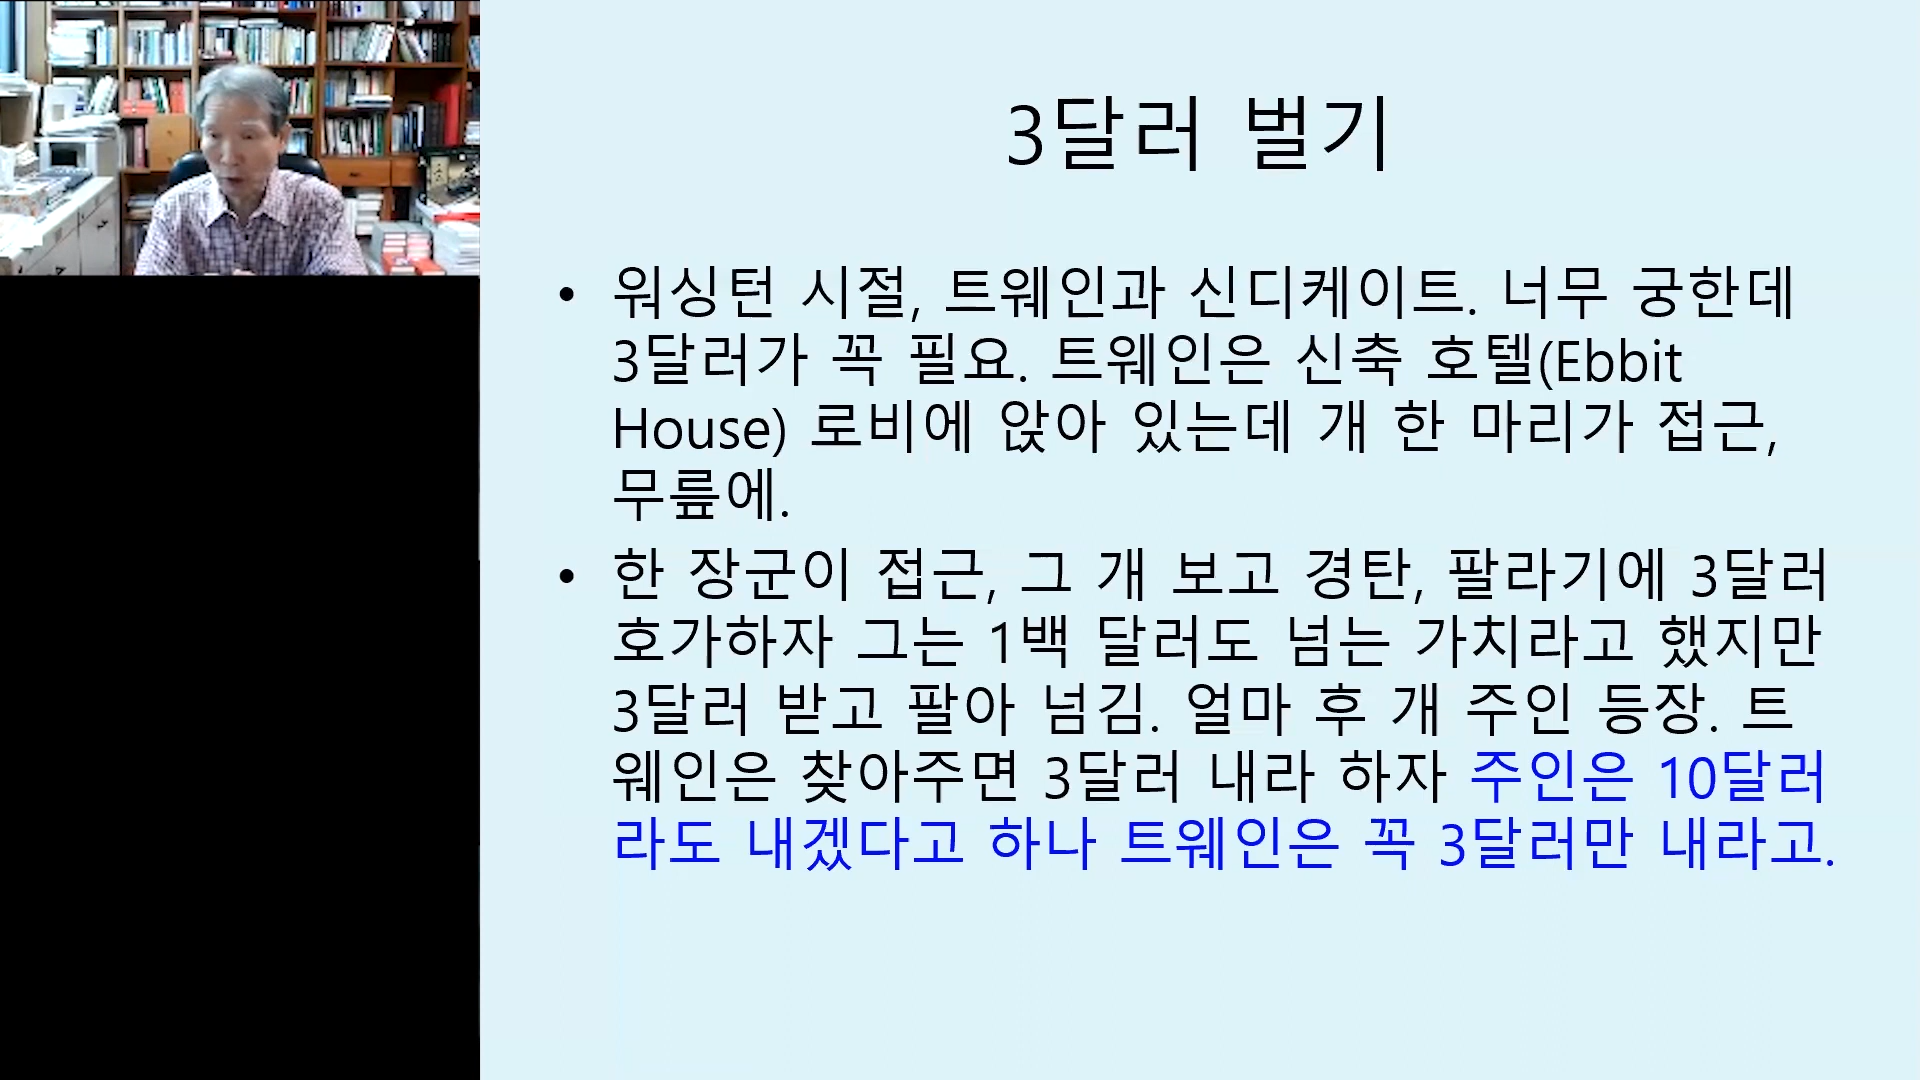 3달러 벌기
• 워싱턴 시절, 트웨인과 신디케이트. 너무 궁한데
3달러가 꼭 필요. 트웨인은 신축 호텔(Ebbit
House) 로비에 앉아 있는데 개 한 마리가 접근,
무릎에.
• 한 장군이 접근, 그 개 보고 경탄, 팔라기에 3달러
호가하자 그는 1백 달러도 넘는 가치라고 했지만
3달러 받고 팔아 넘김. 얼마 후 개 주인 등장. 트
웨인은 찾아주면 3달러 내라 하자 주인은 10달러
라도 내겠다고 하나 트웨인은 꼭 3달러만 내라고.